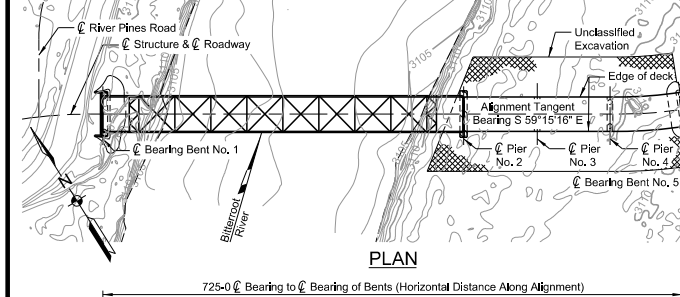 ℄ River Pines Road
℄ Structure & ℄ Roadway
3105
Unclassified
Excavation
Edge of deck
Alignment Tangent
Bearing S 59°15'16" E
℄ Bearing Bent No. 1
℄ Pier
No. 2
℄ Pier
No. 3
℄ Pier
No. 4
℄ Bearing Bent No. 5
Bitterroot
River
N
PLAN
725-0 ℄ Bearing to ℄ Bearing of Bents (Horizontal Distance Along Alignment)